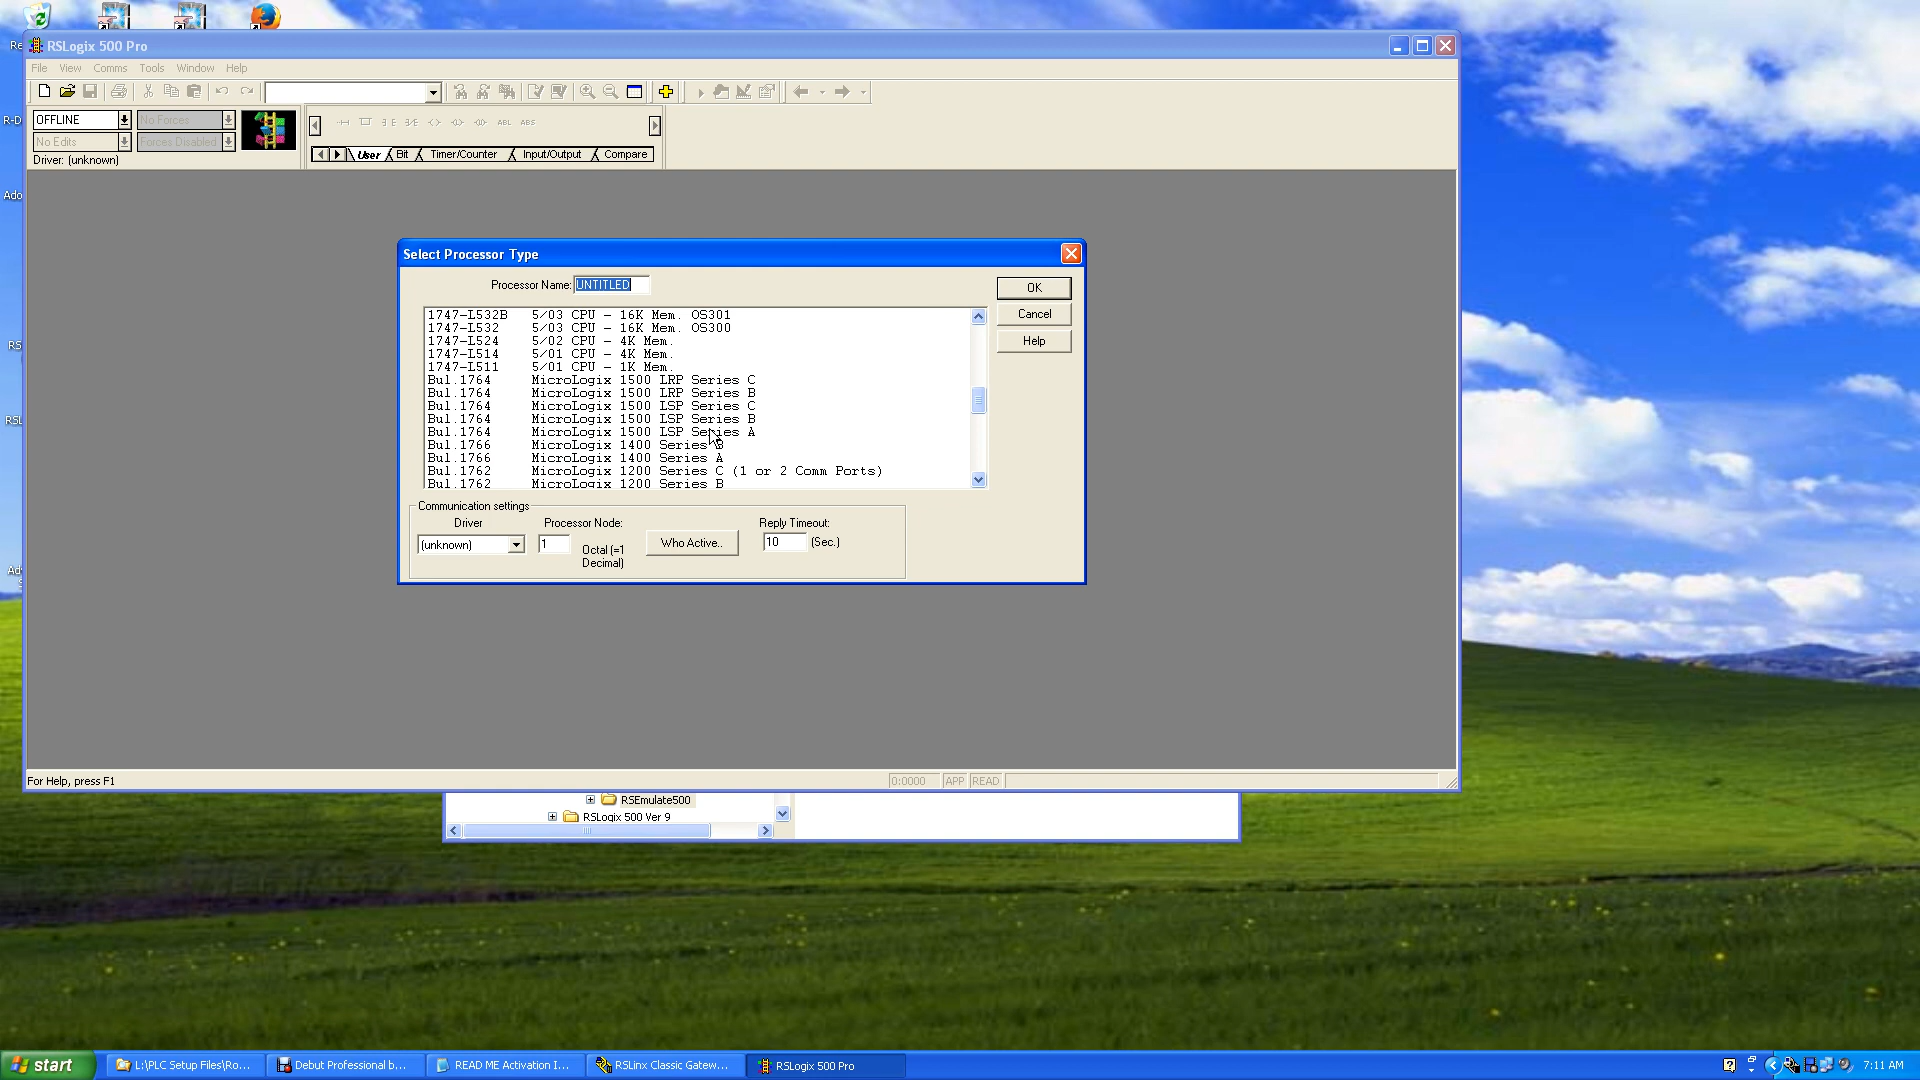 Re
R-D
Ado
RS
RSL
Ad
S
RSLogix 500 Pro
File View Comms Tools Window Help
OFFLINE No Forces
No Edits Forces Disabled
Driver: (unknown)
ABL ABS
User Bit Timer/Counter Input/Output Compare
Select Processor Type
Processor Name: UNTITLED
OK
Cancel
Help
1747-L532B 5/03 CPU - 16K Mem. OS301
1747-L532 5/03 CPU - 16K Mem. OS300
1747-L524 5/02 CPU - 4K Mem.
1747-L514 5/01 CPU - 4K Mem.
1747-L511 5/01 CPU - 1K Mem.
Bul.1764 MicroLogix 1500 LRP Series C
Bul.1764 MicroLogix 1500 LRP Series B
Bul.1764 MicroLogix 1500 LSP Series C
Bul.1764 MicroLogix 1500 LSP Series B
Bul.1764 MicroLogix 1500 LSP Series A
Bul.1766 MicroLogix 1400 Series B
Bul.1766 MicroLogix 1400 Series A
Bul.1762 MicroLogix 1200 Series C (1 or 2 Comm Ports)
Bul.1762 MicroLogix 1200 Series B
Communication settings
Driver Processor Node: Reply Timeout:
(unknown) 1 Octal (=1 Decimal) Who Active.. 10 (Sec.)
For Help, press F1 0:0000 APP READ
RSEmulate500
RSLogix 500 Ver 9
start L:\PLC Setup Files\Ro... Debut Professional b... READ ME Activation I... RSLinx Classic Gatew... RSLogix 500 Pro 7:11 AM